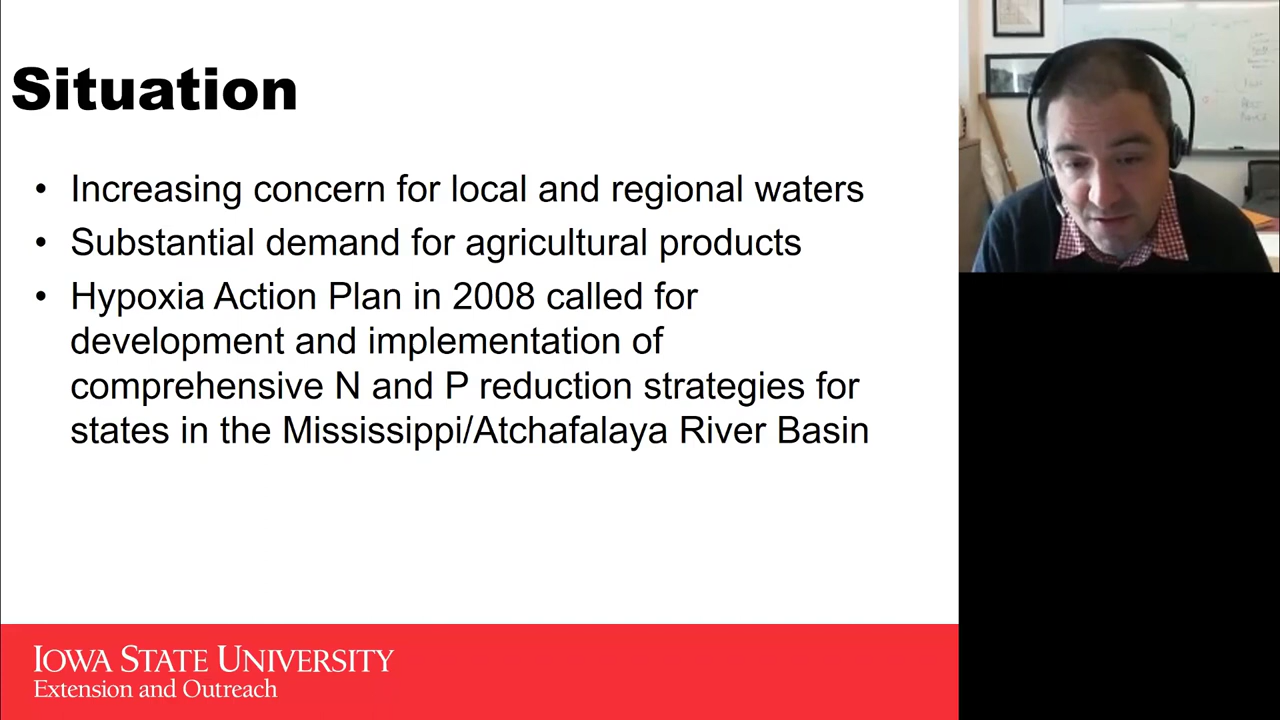 Situation
• Increasing concern for local and regional waters
• Substantial demand for agricultural products
• Hypoxia Action Plan in 2008 called for
development and implementation of
comprehensive N and P reduction strategies for
states in the Mississippi/Atchafalaya River Basin
IOWA STATE UNIVERSITY
Extension and Outreach